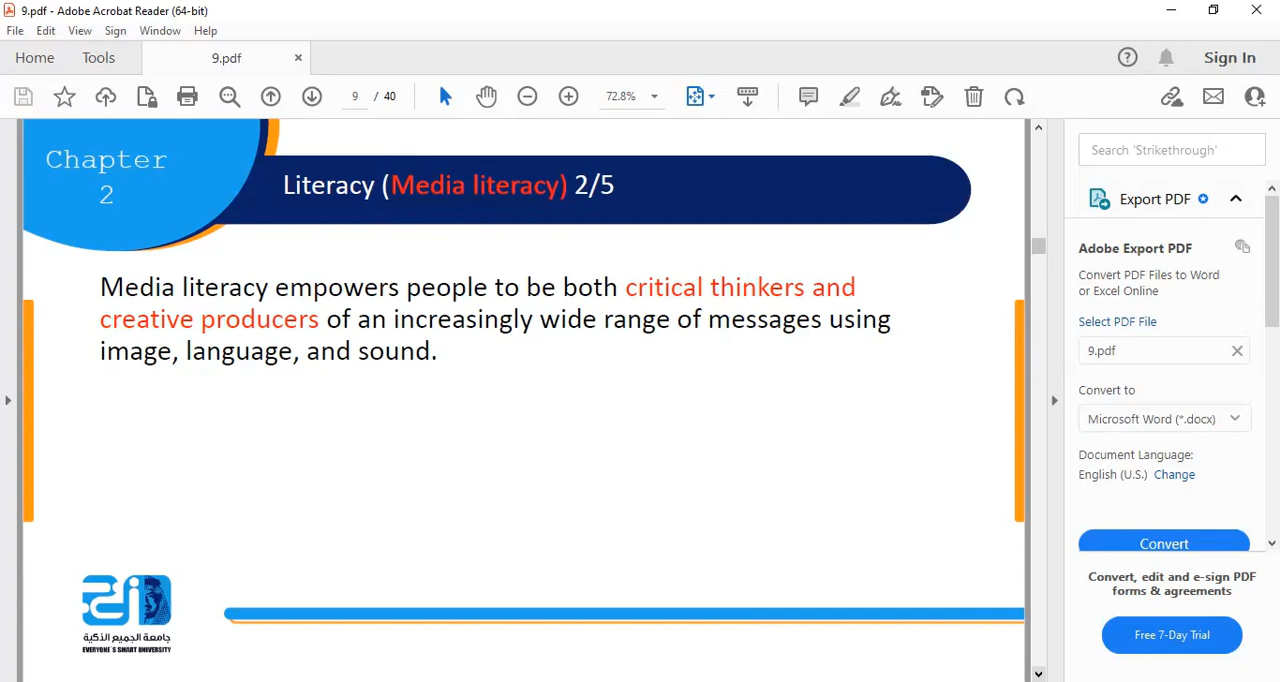 9.pdf - Adobe Acrobat Reader (64-bit)
File Edit View Sign Window Help
Home Tools 9.pdf Sign In
9 / 40 72.8%
Chapter
2
Literacy (Media literacy) 2/5
Media literacy empowers people to be both critical thinkers and
creative producers of an increasingly wide range of messages using
image, language, and sound.
جامعة الجميع الذكية
EVERYONE'S SMART UNIVERSITY
Search 'Strikethrough'
Export PDF
Adobe Export PDF
Convert PDF Files to Word
or Excel Online
Select PDF File
9.pdf
Convert to
Microsoft Word (*.docx)
Document Language:
English (U.S.) Change
Convert
Convert, edit and e-sign PDF
forms & agreements
Free 7-Day Trial